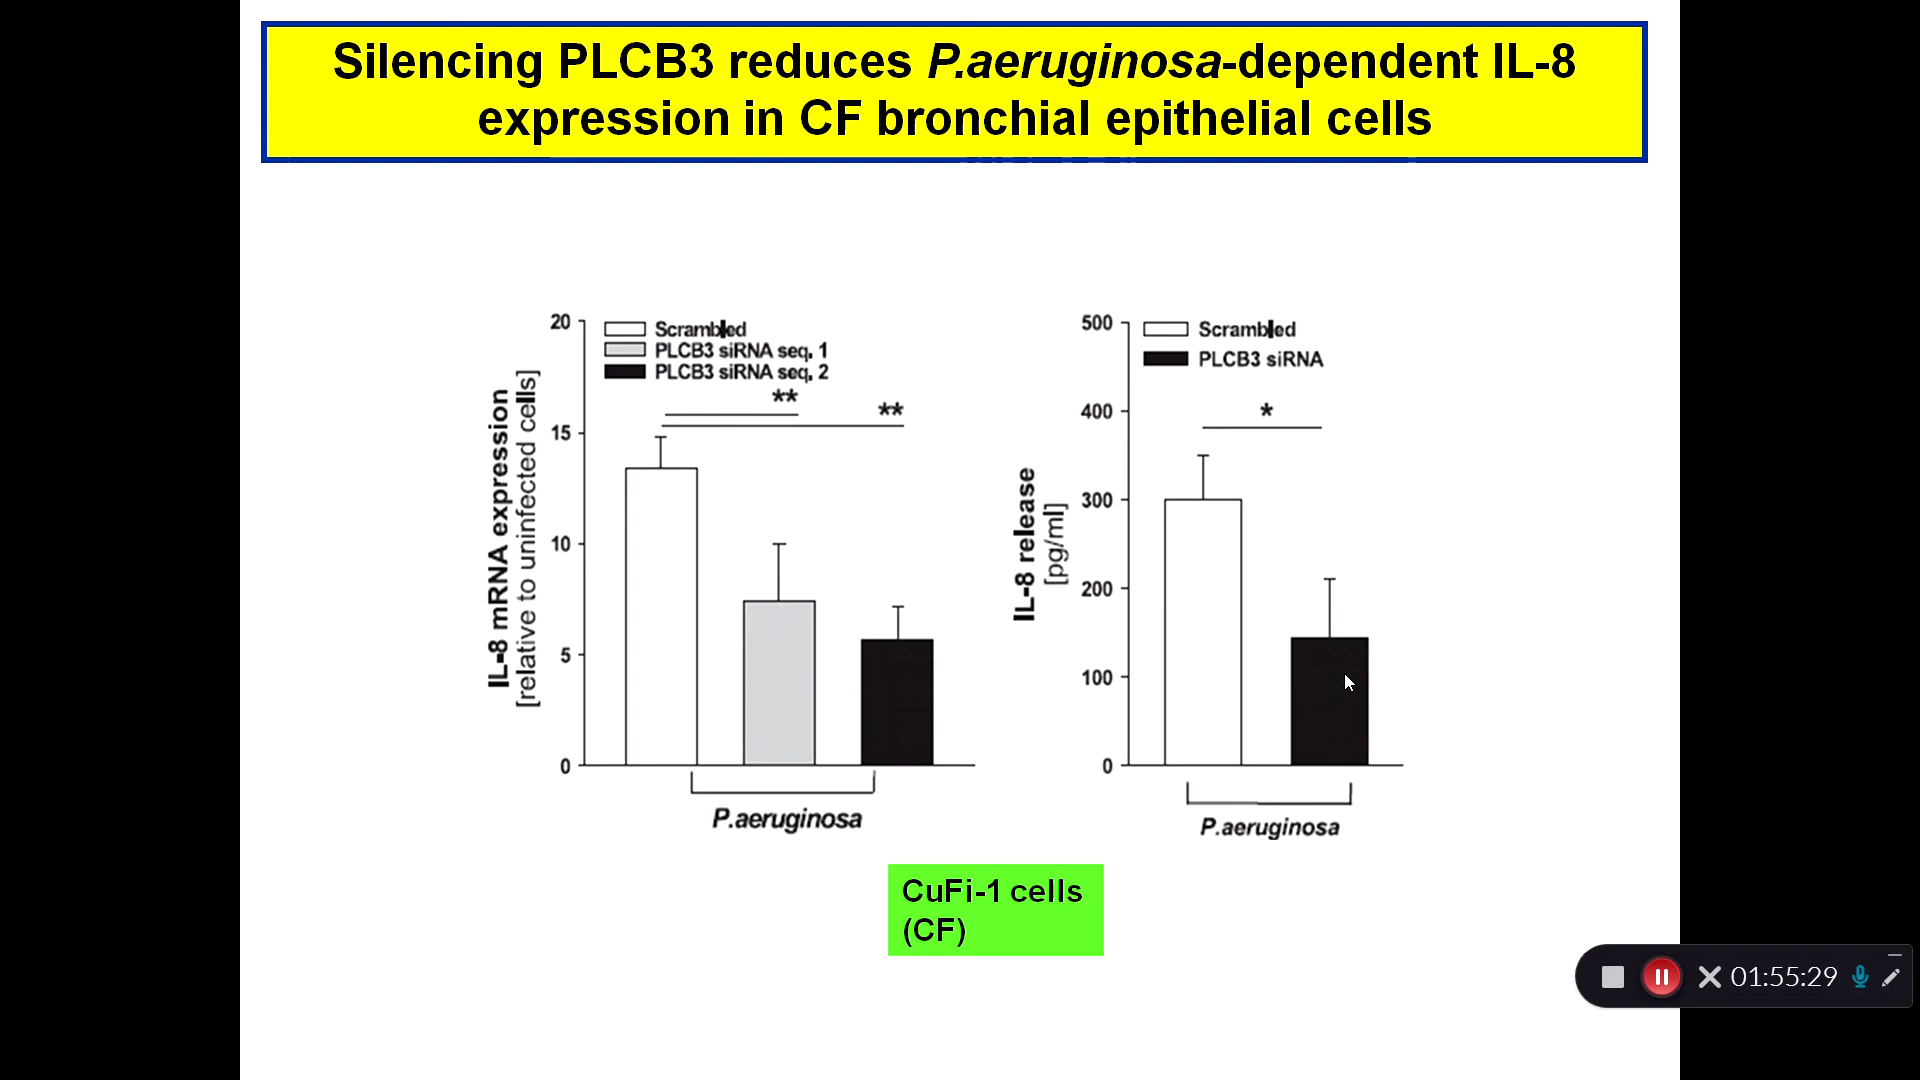 Silencing PLCB3 reduces P.aeruginosa-dependent IL-8
expression in CF bronchial epithelial cells
IL-8 mRNA expression
[relative to uninfected cells]
20
15
10
5
0
Scrambled
PLCB3 siRNA seq. 1
PLCB3 siRNA seq. 2
**
**
P.aeruginosa
IL-8 release
[pg/ml]
500
400
300
200
100
0
Scrambled
PLCB3 siRNA
*
P.aeruginosa
CuFi-1 cells
(CF)
01:55:29